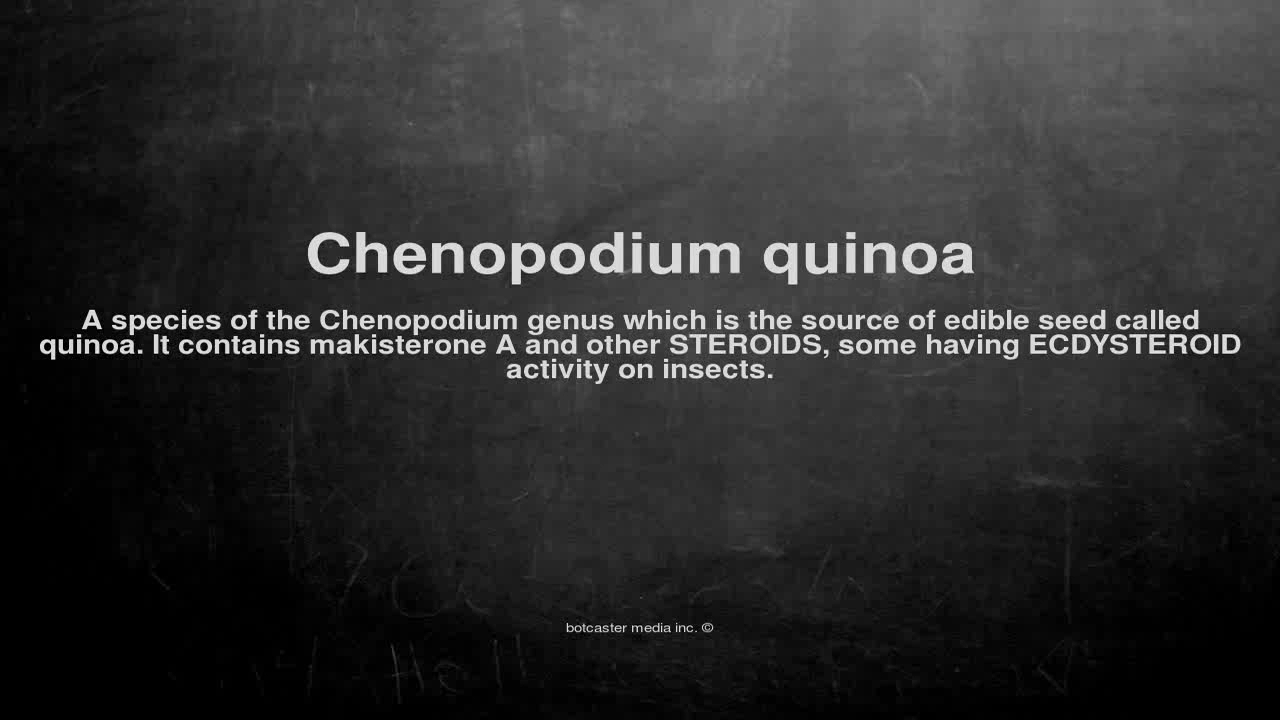 Chenopodium quinoa
A species of the Chenopodium genus which is the source of edible seed called
quinoa. It contains makisterone A and other STEROIDS, some having ECDYSTEROID
activity on insects.
botcaster media inc. ©